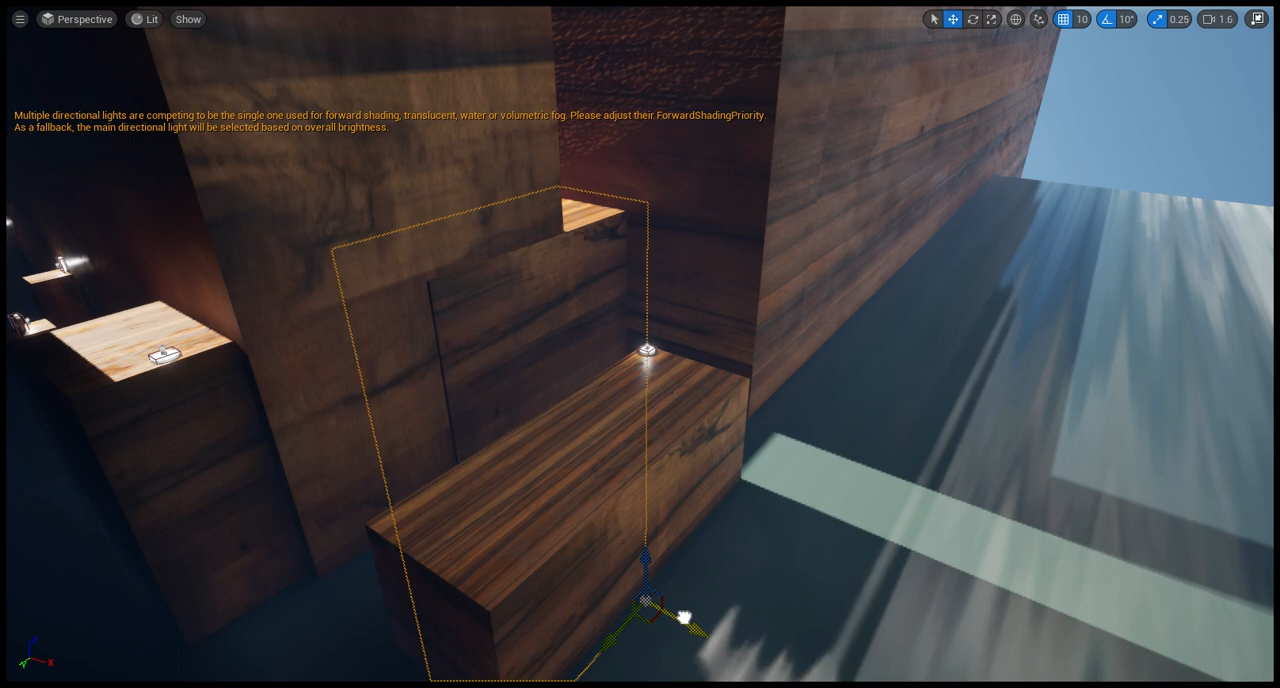 Perspective
Lit
Show
10
10°
0.25
1.6
Multiple directional lights are competing to be the single one used for forward shading, translucent, water or volumetric fog. Please adjust their ForwardShadingPriority.
As a fallback, the main directional light will be selected based on overall brightness.
Z
Y
X